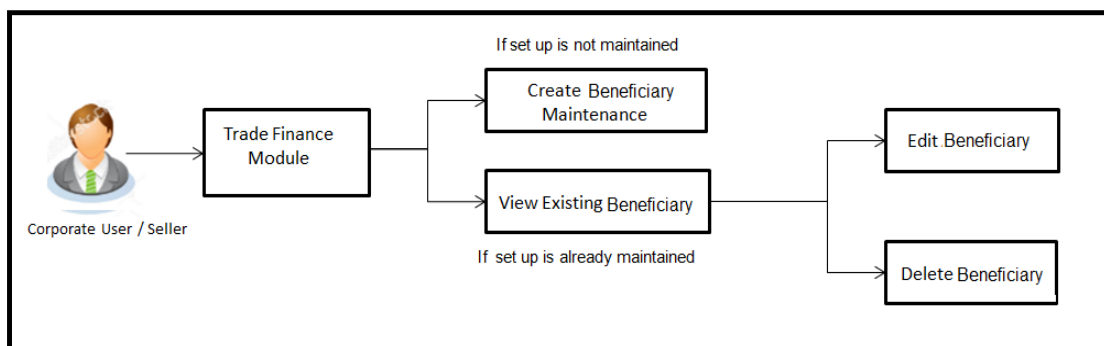 If set up is not maintained
Create Beneficiary
Maintenance
Trade Finance
Module
Edit .Beneficiary
View Existing Beneficiary
Corporate User / Seller
If set up is already maintained
Delete Beneficiary